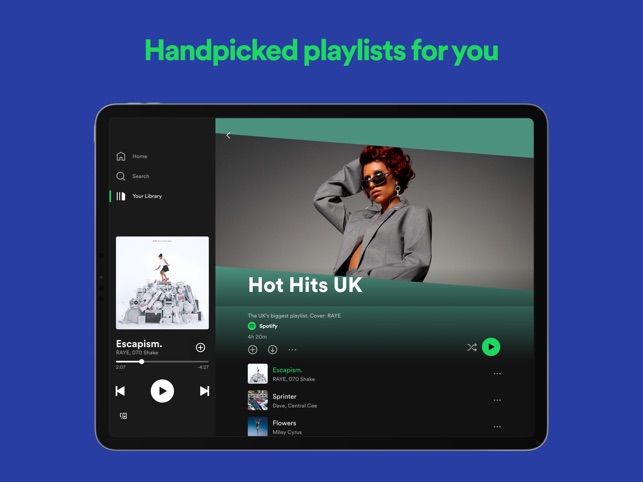 Handpicked playlists for you
Home
Search
Your Library
Escapism.
RAYE, 070 Shake
2:07
-4:27
Hot Hits UK
The UK's biggest playlist. Cover: RAYE
Spotify
4h 20m
Escapism.
RAYE, 070 Shake
Sprinter
Dave, Central Cee
Flowers
Miley Cyrus